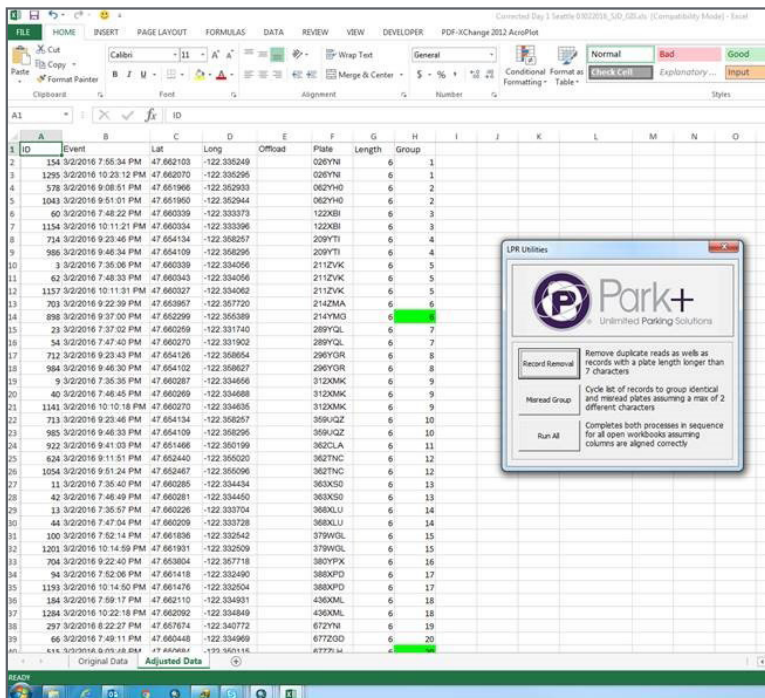 Corrected Day 1 Seattle 03022016_SJD_GBI.xls [Compatibility Mode] - Excel
FILE HOME INSERT PAGE LAYOUT FORMULAS DATA REVIEW VIEW DEVELOPER PDF-XChange 2012 AcroPlot
Cut
Copy
Format Painter
Paste
Calibri 11
Wrap Text
Merge & Center
General
Conditional Formatting
Format as Table
Normal Bad Good
Check Cell Explanatory ... Input
Clipboard Font Alignment Number Styles
A1 fx ID
A B C D E F G H I J K L M N O
1 ID Event Lat Long Offload Plate Length Group
2 154 3/2/2016 7:55:34 PM 47.662103 -122.335249 026YNI 6 1
3 1295 3/2/2016 10:23:12 PM 47.662070 -122.335295 026YNI 6 1
4 578 3/2/2016 9:08:51 PM 47.651966 -122.352933 062YH0 6 2
5 1043 3/2/2016 9:51:01 PM 47.651950 -122.352944 062YH0 6 2
6 60 3/2/2016 7:48:22 PM 47.660339 -122.333373 122XBI 6 3
7 1154 3/2/2016 10:11:21 PM 47.660334 -122.333396 122XBI 6 3
8 714 3/2/2016 9:23:46 PM 47.654134 -122.358257 209YTI 6 4
9 986 3/2/2016 9:46:34 PM 47.654109 -122.358295 209YTI 6 4
10 3 3/2/2016 7:35:06 PM 47.660339 -122.334056 211ZVK 6 5
11 62 3/2/2016 7:48:33 PM 47.660343 -122.334056 211ZVK 6 5
12 1157 3/2/2016 10:11:31 PM 47.660327 -122.334062 211ZVK 6 5
13 703 3/2/2016 9:22:39 PM 47.653957 -122.357720 214ZMA 6 6
14 898 3/2/2016 9:37:00 PM 47.652299 -122.355389 214YMG 6 6
15 23 3/2/2016 7:37:02 PM 47.660259 -122.331740 289YQL 6 7
16 54 3/2/2016 7:47:40 PM 47.660270 -122.331902 289YQL 6 7
17 712 3/2/2016 9:23:43 PM 47.654126 -122.358654 296YGR 6 8
18 984 3/2/2016 9:46:30 PM 47.654102 -122.358627 296YGR 6 8
19 9 3/2/2016 7:35:35 PM 47.660287 -122.334656 312XMK 6 9
20 40 3/2/2016 7:46:45 PM 47.660269 -122.334688 312XMK 6 9
21 1141 3/2/2016 10:10:18 PM 47.660270 -122.334635 312XMK 6 9
22 713 3/2/2016 9:23:46 PM 47.654134 -122.358257 359UQZ 6 10
23 985 3/2/2016 9:46:33 PM 47.654109 -122.358295 359UQZ 6 10
24 922 3/2/2016 9:41:03 PM 47.651466 -122.350199 362CLA 6 11
25 624 3/2/2016 9:11:51 PM 47.652440 -122.355020 362TNC 6 12
26 1054 3/2/2016 9:51:24 PM 47.652467 -122.355096 362TNC 6 12
27 11 3/2/2016 7:35:40 PM 47.660285 -122.334434 363XS0 6 13
28 42 3/2/2016 7:46:49 PM 47.660281 -122.334450 363XS0 6 13
29 13 3/2/2016 7:35:57 PM 47.660226 -122.333704 368XLU 6 14
30 44 3/2/2016 7:47:04 PM 47.660209 -122.333728 368XLU 6 14
31 100 3/2/2016 7:52:14 PM 47.661836 -122.332542 379WGL 6 15
32 1201 3/2/2016 10:14:59 PM 47.661931 -122.332509 379WGL 6 15
33 704 3/2/2016 9:22:40 PM 47.653804 -122.357718 380YPX 6 16
34 94 3/2/2016 7:52:06 PM 47.661418 -122.332490 388XPD 6 17
35 1193 3/2/2016 10:14:50 PM 47.661476 -122.332504 388XPD 6 17
36 184 3/2/2016 7:59:17 PM 47.662110 -122.334931 436XML 6 18
37 1284 3/2/2016 10:22:18 PM 47.662092 -122.334849 436XML 6 18
38 297 3/2/2016 8:22:27 PM 47.657674 -122.340772 672YNI 6 19
39 66 3/2/2016 7:49:11 PM 47.660448 -122.334969 677ZGD 6 20
40 515 3/2/2016 9:03:48 PM 47.650684 -122.350115 677ZLH 6 20
Original Data Adjusted Data
READY
LPR Utilities
P Park+
Unlimited Parking Solutions
Record Removal
Remove duplicate reads as wells as
records with a plate length longer than
7 characters
Misread Group
Cycle list of records to group identical
and misread plates assuming a max of 2
different characters
Run All
Completes both processes in sequence
for all open workbooks assuming
columns are aligned correctly